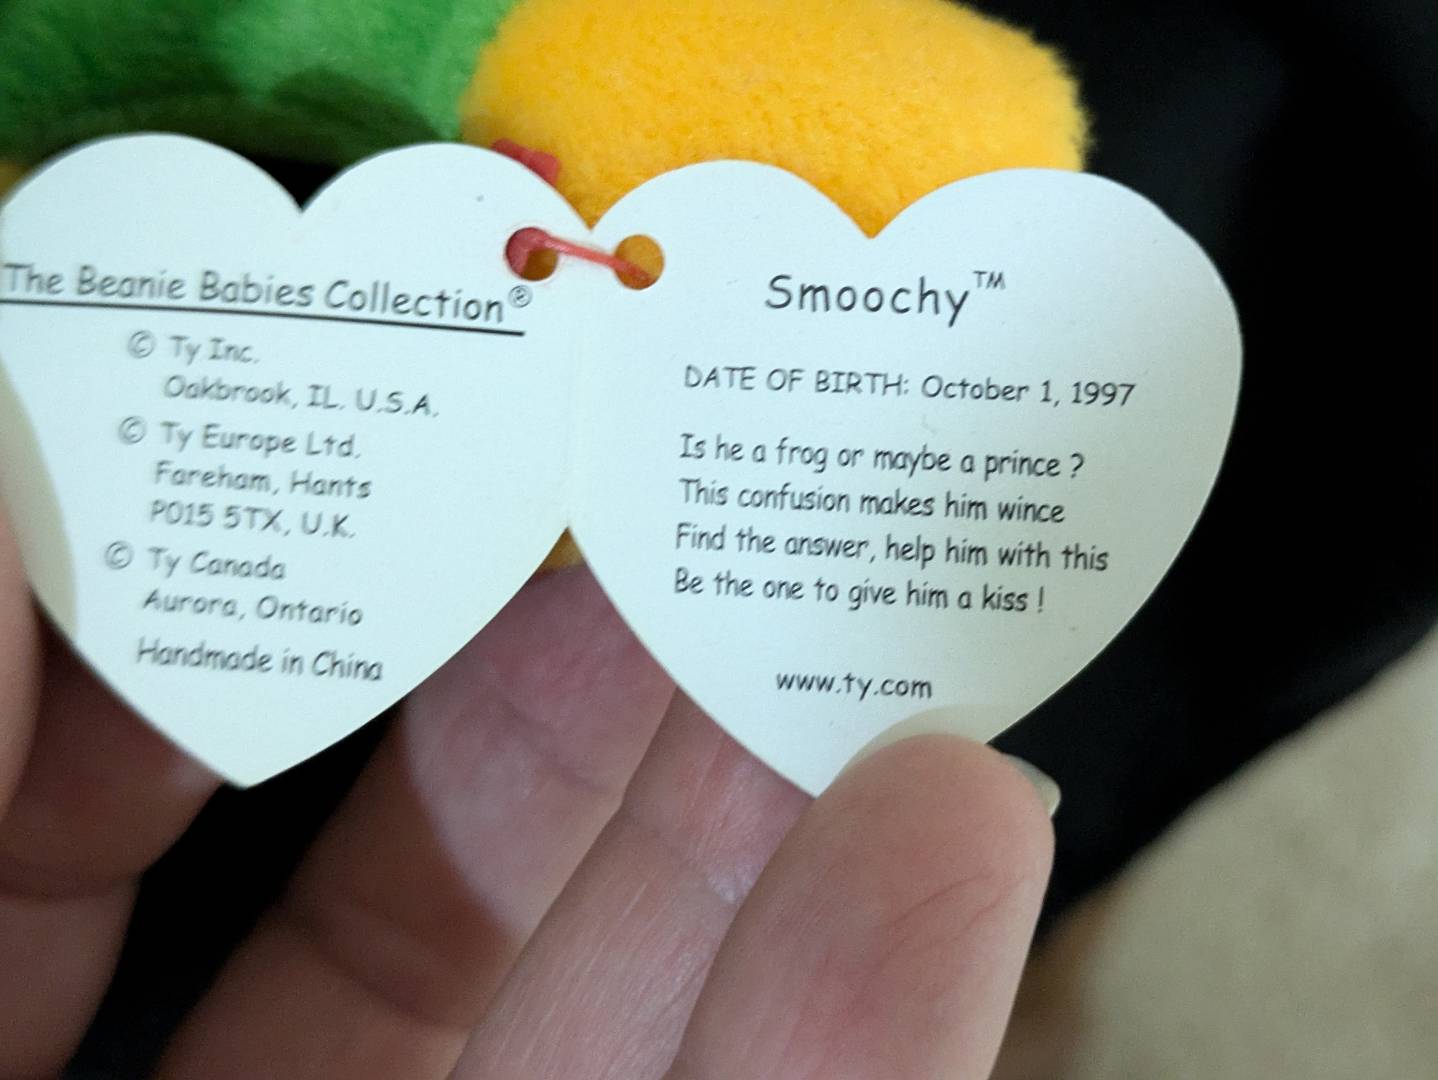 The Beanie Babies Collection®
© Ty Inc.
Oakbrook, IL. U.S.A.
© Ty Europe Ltd.
Fareham, Hants
P015 5TX, U.K.
© Ty Canada
Aurora, Ontario
Handmade in China
Smoochy™
DATE OF BIRTH: October 1, 1997
Is he a frog or maybe a prince ?
This confusion makes him wince
Find the answer, help him with this
Be the one to give him a kiss !
www.ty.com